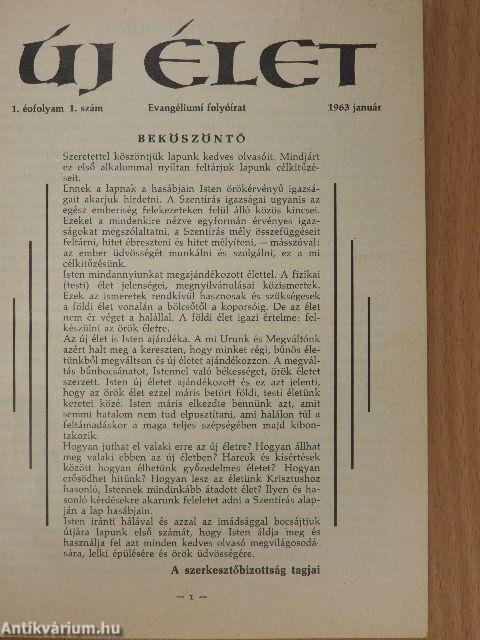 ÚJ ÉLET
1. éofolyam 1. szám Evangéliumi folyóirat 1963 január
BEKÖSZÖNTŐ
Szeretettel köszöntjük lapunk kedves olvasóit. Mindjárt
ez első alkalommal nyíltan feltárjuk lapunk célkitűzé-
seit.
Ennek a lapnak a hasábjain Isten örökérvényű igazsá-
gait akarjuk hirdetni. A Szentírás igazságai ugyanis az
egész emberiség felekezeteken felül álló közös kincsei.
Ezeket a mindenkire nézve egyformán érvényes igaz-
ságokat megszólaltatni, a Szentírás mély összefüggéseit
feltárni, hitet ébreszteni és hitet mélyíteni, — másszóval:
az ember üdvösségét munkálni és szolgálni, ez a mi
célkitűzésünk.
Isten mindannyiunkat megajándékozott élettel. A fizikai
(testi) élet jelenségei, megnyilvánulásai közismertek.
Ezek az ismeretek rendkívül hasznosak és szükségesek
a földi élet vonalán a bölcsőtől a koporsóig. De az élet
nem ér véget a halállal. A földi élet igazi értelme: fel-
készülni az örök életre.
Az új élet is Isten ajándéka. A mi Urunk és Megváltónk
azért halt meg a kereszten, hogy minket régi, bűnös éle-
tünkből megváltson és új életet ajándékozzon. A megvál-
tás bűnbocsánatot, Istennel való békességet, örök életet
szerzett. Isten új életet ajándékozott és ez azt jelenti,
hogy az örök élet ezzel máris betört földi, testi életünk
keretei közé. Isten máris elkezdte bennünk azt, amit
semmi hatalom nem tud elpusztítani, ami halálon túl a
feltámadáskor a maga teljes szépségében majd kibon-
takozik.
Hogyan juthat el valaki erre az új életre? Hogyan állhat
meg valaki ebben az új életben? Harcok és kísértések
között hogyan élhetünk győzedelmes életet? Hogyan
erősödhet hitünk? Hogyan lesz az életünk Krisztushoz
hasonló, Istennek mindinkább átadott élet? Ilyen és ha-
sonló kérdésekre akarunk feleletet adni a Szentírás alap-
ján a lap hasábjain.
Isten iránti hálával és azzal az imádsággal bocsájtjuk
útjára lapunk első számát, hogy Isten áldja meg és
használja fel azt minden kedves olvasó megvilágosodá-
sára, lelki épülésére és örök üdvösségére.
A szerkesztőbizottság tagjai
— 1 —
Antikvárium.hu